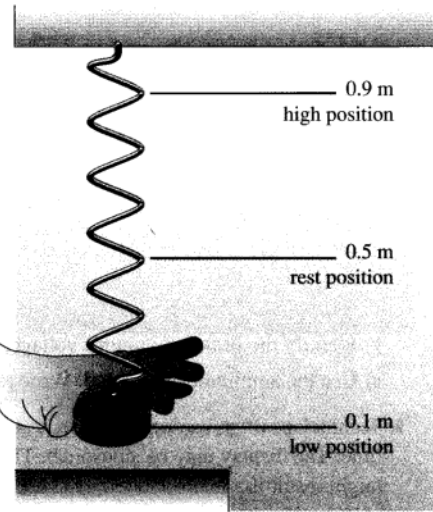 0.9 m
high position
0.5 m
rest position
0.1 m
low position